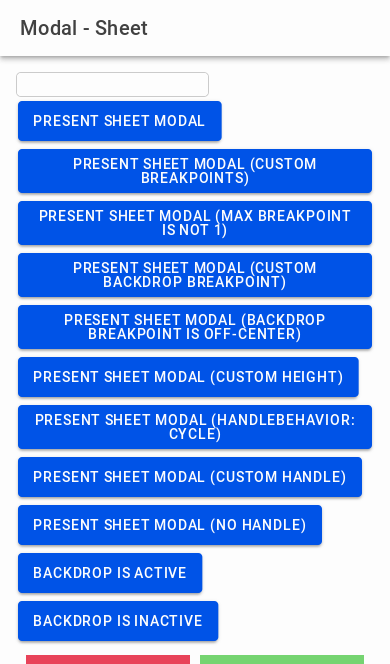 Modal - Sheet
PRESENT SHEET MODAL
PRESENT SHEET MODAL (CUSTOM
BREAKPOINTS)
PRESENT SHEET MODAL (MAX BREAKPOINT
IS NOT 1)
PRESENT SHEET MODAL (CUSTOM
BACKDROP BREAKPOINT)
PRESENT SHEET MODAL (BACKDROP
BREAKPOINT IS OFF-CENTER)
PRESENT SHEET MODAL (CUSTOM HEIGHT)
PRESENT SHEET MODAL (HANDLEBEHAVIOR:
CYCLE)
PRESENT SHEET MODAL (CUSTOM HANDLE)
PRESENT SHEET MODAL (NO HANDLE)
BACKDROP IS ACTIVE
BACKDROP IS INACTIVE